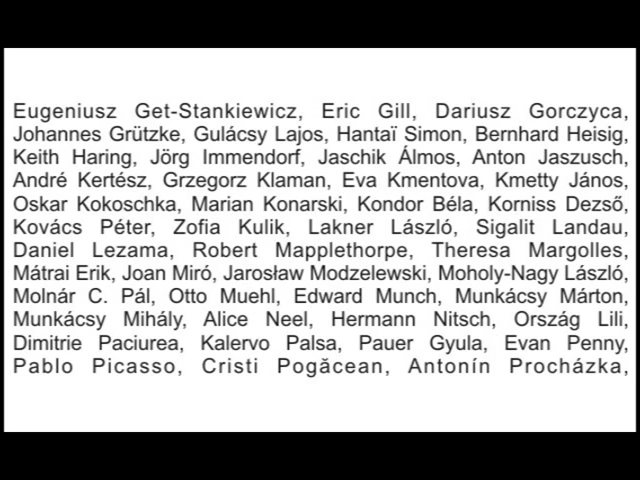 Eugeniusz Get-Stankiewicz, Eric Gill, Dariusz Gorczyca,
Johannes Grützke, Gulácsy Lajos, Hantaï Simon, Bernhard Heisig,
Keith Haring, Jörg Immendorf, Jaschik Álmos, Anton Jaszusch,
André Kertész, Grzegorz Klaman, Eva Kmentova, Kmetty János,
Oskar Kokoschka, Marian Konarski, Kondor Béla, Korniss Dezső,
Kovács Péter, Zofia Kulik, Lakner László, Sigalit Landau,
Daniel Lezama, Robert Mapplethorpe, Theresa Margolles,
Mátrai Erik, Joan Miró, Jarosław Modzelewski, Moholy-Nagy László,
Molnár C. Pál, Otto Muehl, Edward Munch, Munkácsy Márton,
Munkácsy Mihály, Alice Neel, Hermann Nitsch, Ország Lili,
Dimitrie Paciurea, Kalervo Palsa, Pauer Gyula, Evan Penny,
Pablo Picasso, Cristi Pogăcean, Antonín Procházka,